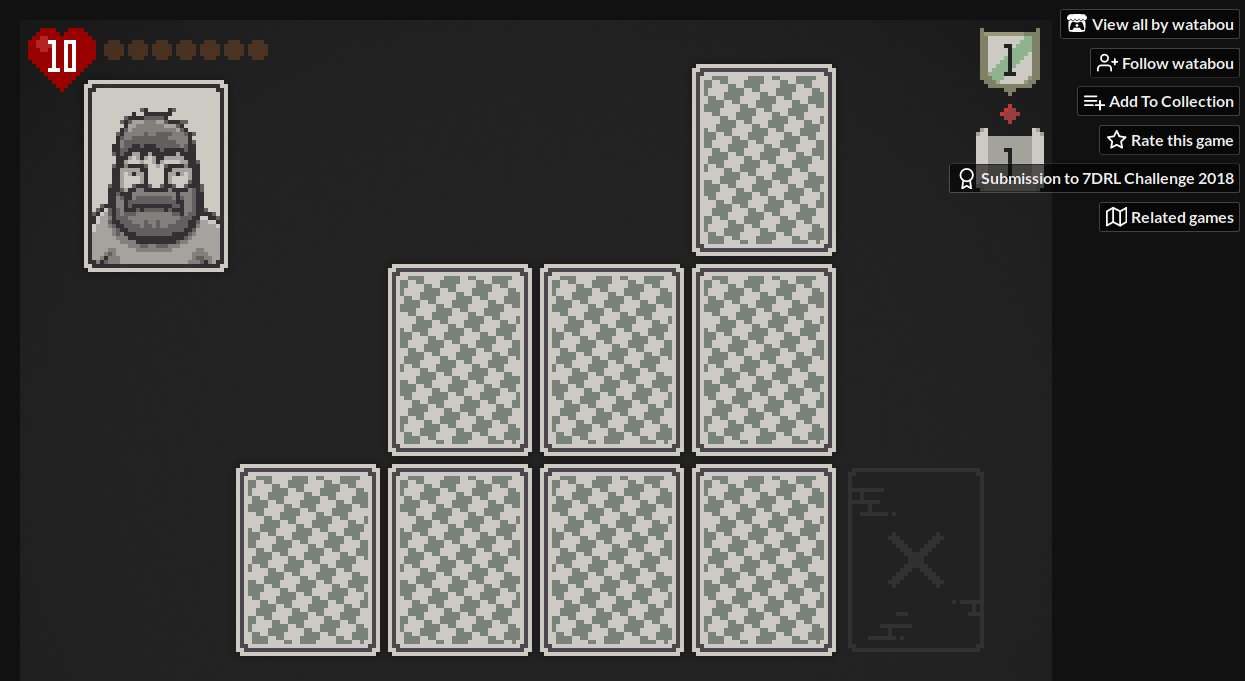 10
1
View all by watabou
Follow watabou
Add To Collection
Rate this game
1
Submission to 7DRL Challenge 2018
Related games